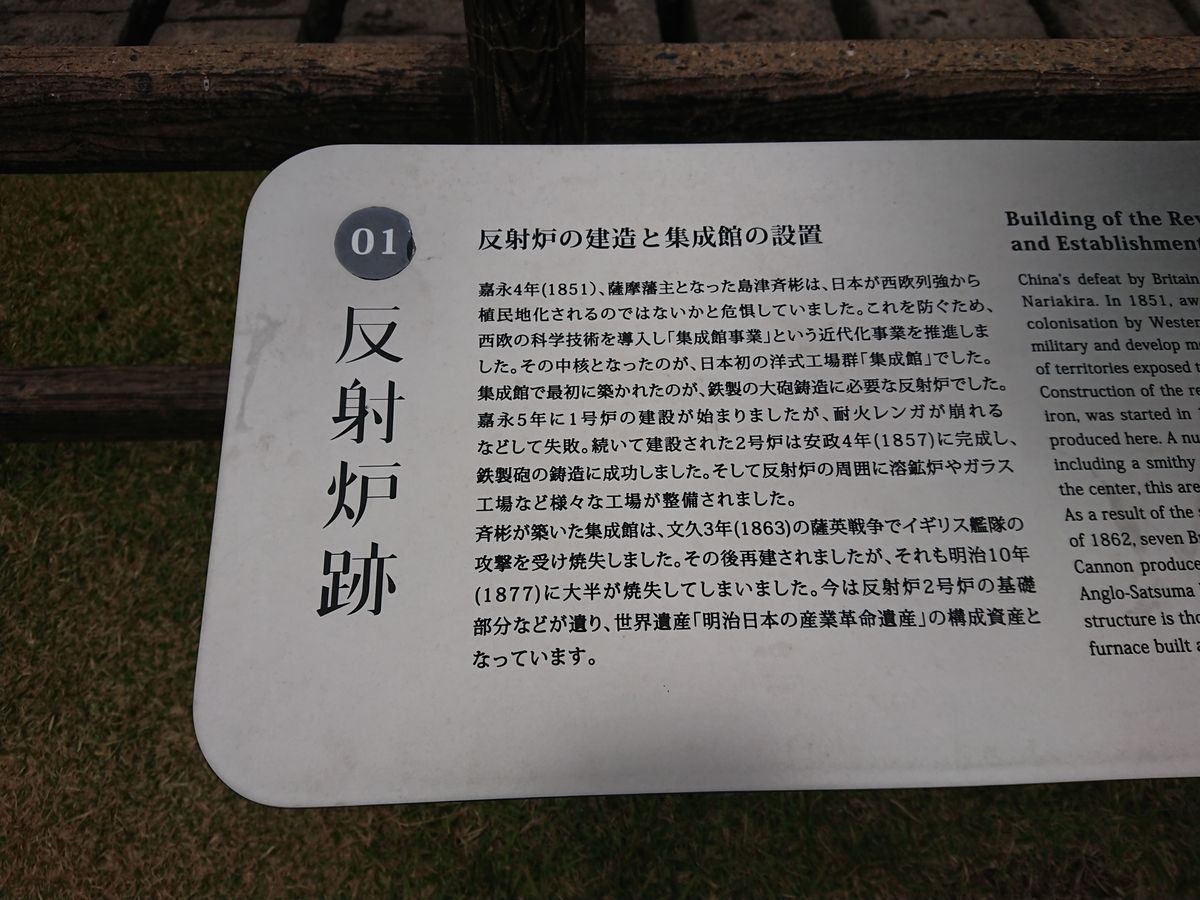 01
反射炉跡
反射炉の建造と集成館の設置
嘉永4年(1851)、薩摩藩主となった島津斉彬は、日本が西欧列強から
植民地化されるのではないかと危惧していました。これを防ぐため、
西欧の科学技術を導入し「集成館事業」という近代化事業を推進しま
した。その中核となったのが、日本初の洋式工場群「集成館」でした。
集成館で最初に築かれたのが、鉄製の大砲鋳造に必要な反射炉でした。
嘉永5年に1号炉の建設が始まりましたが、耐火レンガが崩れる
などして失敗。続いて建設された2号炉は安政4年(1857)に完成し、
鉄製砲の鋳造に成功しました。そして反射炉の周囲に溶鉱炉やガラス
工場など様々な工場が整備されました。
斉彬が築いた集成館は、文久3年(1863)の薩英戦争でイギリス艦隊の
攻撃を受け焼失しました。その後再建されましたが、それも明治10年
(1877)に大半が焼失してしまいました。今は反射炉2号炉の基礎
部分などが遺り、世界遺産「明治日本の産業革命遺産」の構成資産と
なっています。
Building of the Rev
and Establishment
China's defeat by Britain
Nariakira. In 1851, aw
colonisation by Wester
military and develop m
of territories exposed t
Construction of the re
iron, was started in
produced here. A nu
including a smithy
the center, this are
As a result of the
of 1862, seven B
Cannon produce
Anglo-Satsuma
structure is tho
furnace built a